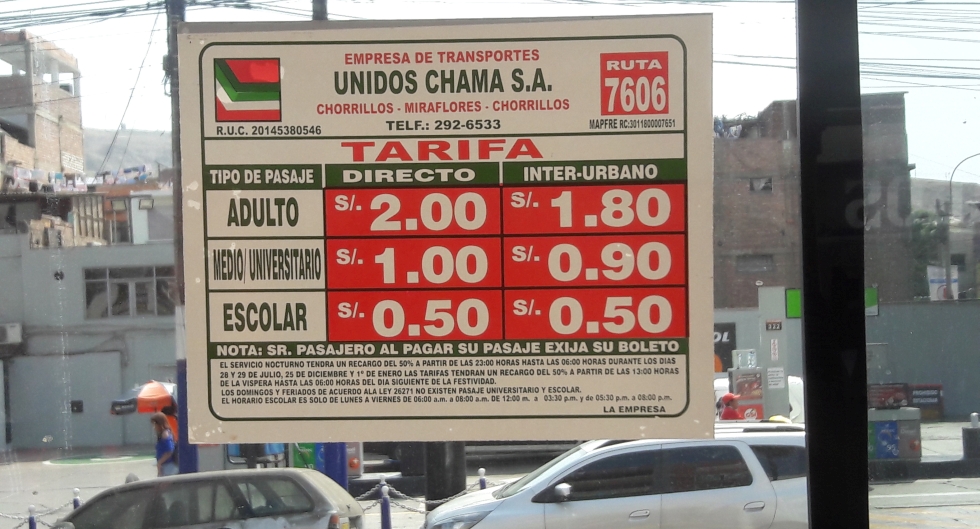 EMPRESA DE TRANSPORTES
UNIDOS CHAMA S.A.
CHORRILLOS - MIRAFLORES - CHORRILLOS
R.U.C. 20145380546
TELF.: 292-6533
RUTA
7606
MAPFRE RC:3011800007651
TARIFA
TIPO DE PASAJE DIRECTO INTER-URBANO
ADULTO S/. 2.00 S/. 1.80
MEDIO/ UNIVERSITARIO S/. 1.00 S/. 0.90
ESCOLAR S/. 0.50 S/. 0.50
NOTA: SR. PASAJERO AL PAGAR SU PASAJE EXIJA SU BOLETO
EL SERVICIO NOCTURNO TENDRA UN RECARGO DEL 50% A PARTIR DE LAS 23:00 HORAS HASTA LAS 06:00 HORAS DURANTE LOS DIAS
28 Y 29 DE JULIO, 25 DE DICIEMBRE Y 1º DE ENERO LAS TARIFAS TENDRAN UN RECARGO DEL 50% A PARTIR DE LAS 13:00 HORAS
DE LA VISPERA HASTA LAS 06:00 HORAS DEL DIA SIGUIENTE DE LA FESTIVIDAD.
LOS DOMINGOS Y FERIADOS DE ACUERDO ALA LEY 26271 NO EXISTEN PASAJE UNIVERSITARIO Y ESCOLAR.
EL HORARIO ESCOLAR ES SOLO DE LUNES A VIERNES DE 06:00 a.m. a 08:00 a.m. DE 12:00 m. a 03:30 p.m. y de 05:30 p.m. a 08:00 p.m.
LA EMPRESA